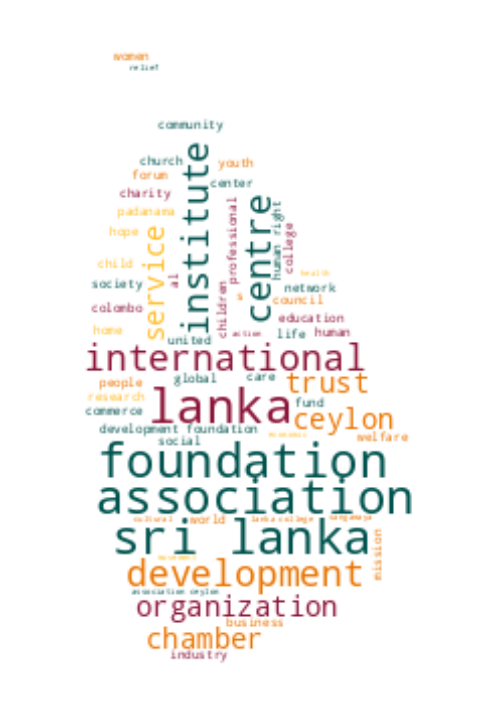 women
relief
community
church
institute
youth
forum
center
charity
professional
centre
human right
college
padanama
hope
service
child
al
health
society
children
s
network
council
colombo
education
home
action
life
human
united
international
people
global
care
trust
research
lanka
fund
commerce
ceylon
development foundation
economic
welfare
social
foundation
association
cultural
world
lanka college
sangamaya
sri lanka
mission
movement
development
association ceylon
organization
business
chamber
industry